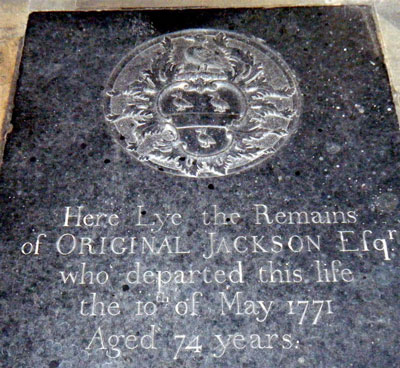 Here Lye the Remains
of ORIGINAL JACKSON Esqr
who departed this life
the 10th of May 1771
Aged 74 years.